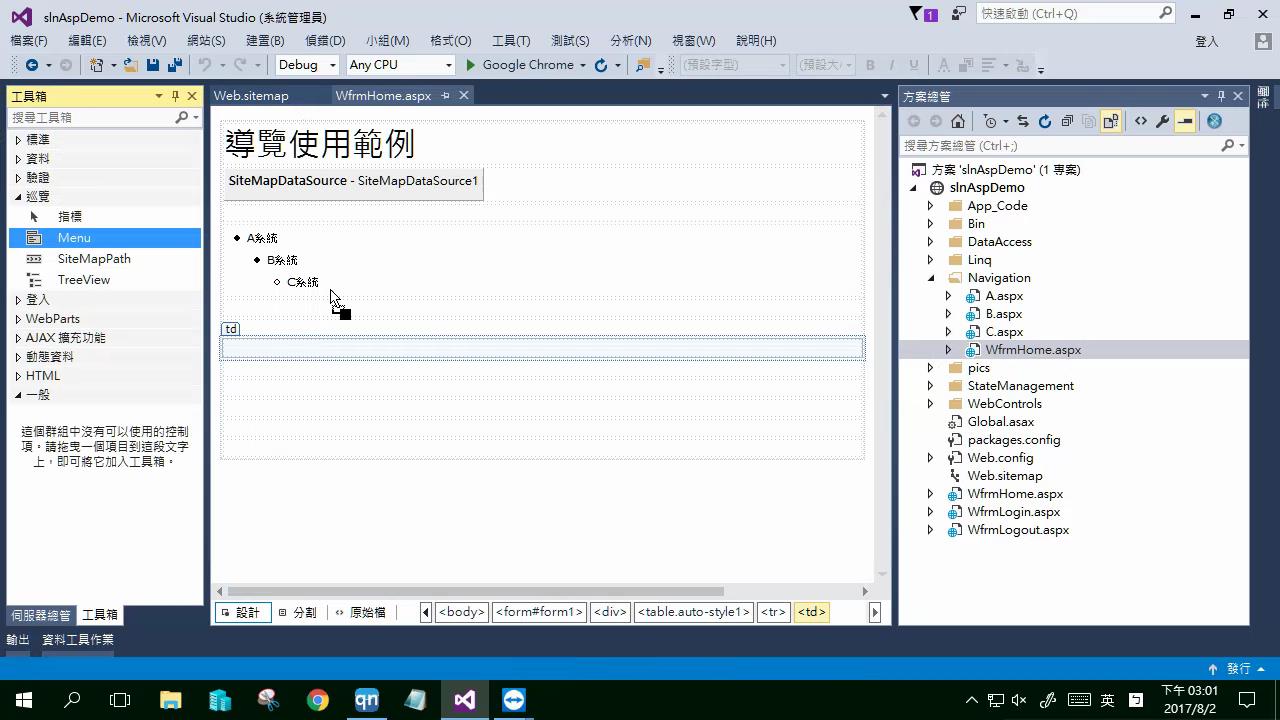 slnAspDemo - Microsoft Visual Studio (系統管理員)
1
快速啟動 (Ctrl+Q)
檔案(F) 編輯(E) 檢視(V) 網站(S) 建置(B) 偵錯(D) 小組(M) 格式(O) 工具(T) 測試(S) 分析(N) 視窗(W) 說明(H)
登入
Debug Any CPU Google Chrome (預設字型) (預設大/ B I U A
工具箱
搜尋工具箱
標準
資料
驗證
巡覽
指標
Menu
SiteMapPath
TreeView
登入
WebParts
AJAX 擴充功能
動態資料
HTML
一般
這個群組中沒有可以使用的控制
項。請拖曳一個項目到這段文字
上，即可將它加入工具箱。
伺服器總管 工具箱
輸出 資料工具作業
Web.sitemap WfrmHome.aspx
導覽使用範例
SiteMapDataSource - SiteMapDataSource1
A系統
B系統
C系統
td
設計 分割 原始檔 <body> <form#form1> <div> <table.auto-style1> <tr> <td>
方案總管
搜尋方案總管 (Ctrl+;)
方案 'slnAspDemo' (1 專案)
slnAspDemo
App_Code
Bin
DataAccess
Linq
Navigation
A.aspx
B.aspx
C.aspx
WfrmHome.aspx
pics
StateManagement
WebControls
Global.asax
packages.config
Web.config
Web.sitemap
WfrmHome.aspx
WfrmLogin.aspx
WfrmLogout.aspx
發行
qn
英
下午 03:01
2017/8/2